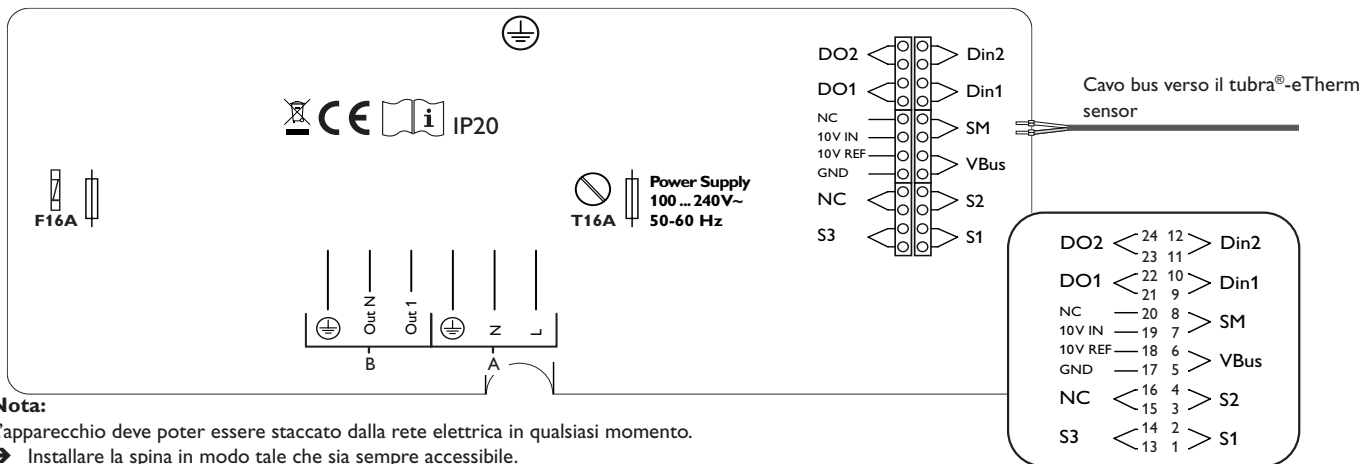 DO2 Din2
DO1 Din1
NC
10V IN SM
10V REF
GND VBus
NC S2
S3 S1
Cavo bus verso il tubra®-eTherm
sensor
CE i IP20
F16A
T16A
Power Supply
100 ... 240V~
50-60 Hz
Out N Out 1 N L
B A
DO2 24 12 Din2
23 11
DO1 22 10 Din1
21 9
NC 20 8 SM
10V IN 19 7
10V REF 18 6 VBus
GND 17 5
NC 16 4 S2
15 3
S3 14 2 S1
13 1
Nota:
L'apparecchio deve poter essere staccato dalla rete elettrica in qualsiasi momento.
➔ Installare la spina in modo tale che sia sempre accessibile.